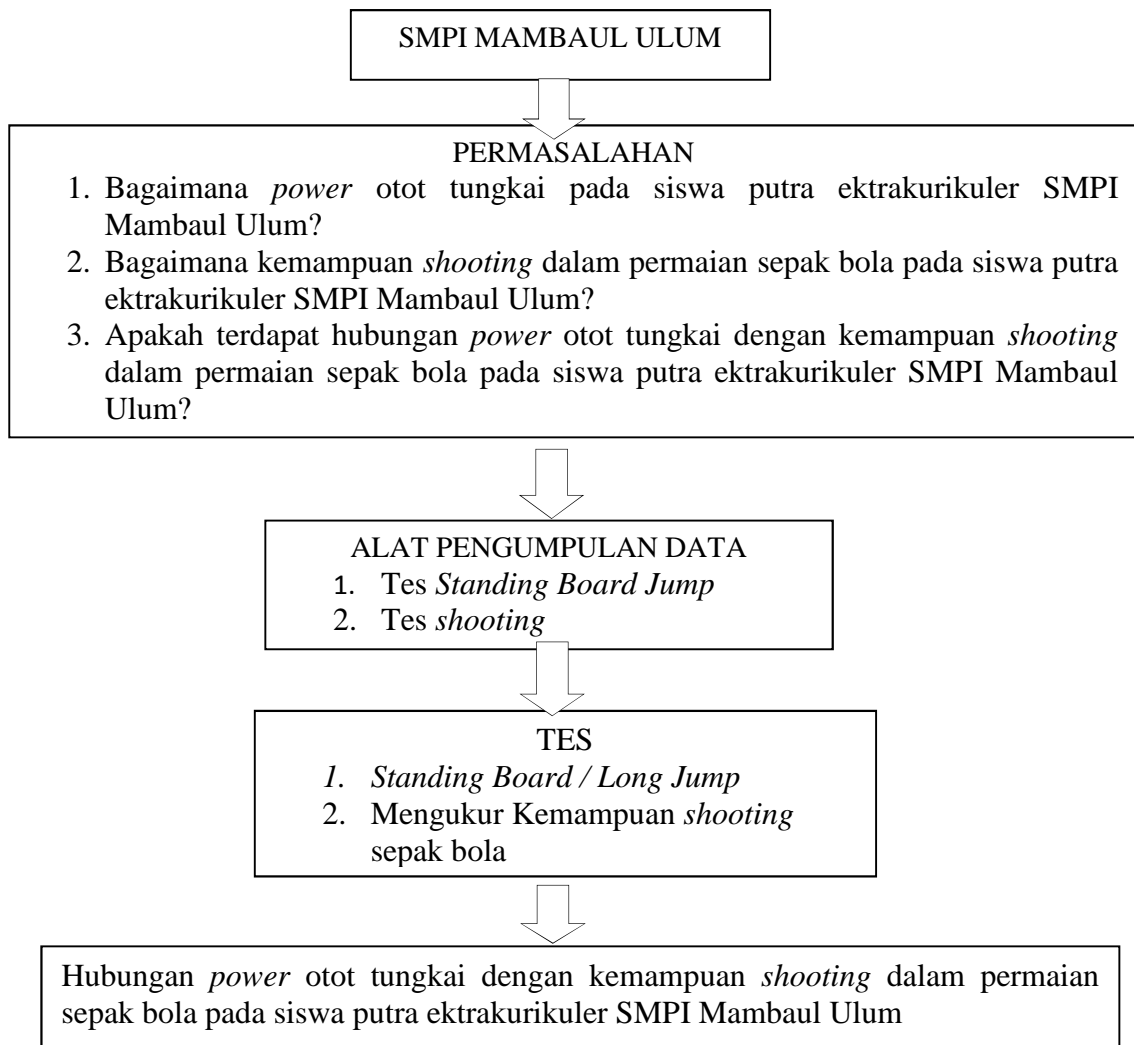 SMPI MAMBAUL ULUM
PERMASALAHAN
1. Bagaimana power otot tungkai pada siswa putra ektrakurikuler SMPI
Mambaul Ulum?
2. Bagaimana kemampuan shooting dalam permaian sepak bola pada siswa putra
ektrakurikuler SMPI Mambaul Ulum?
3. Apakah terdapat hubungan power otot tungkai dengan kemampuan shooting
dalam permaian sepak bola pada siswa putra ektrakurikuler SMPI Mambaul
Ulum?
ALAT PENGUMPULAN DATA
1. Tes Standing Board Jump
2. Tes shooting
TES
1. Standing Board / Long Jump
2. Mengukur Kemampuan shooting
sepak bola
Hubungan power otot tungkai dengan kemampuan shooting dalam permaian
sepak bola pada siswa putra ektrakurikuler SMPI Mambaul Ulum